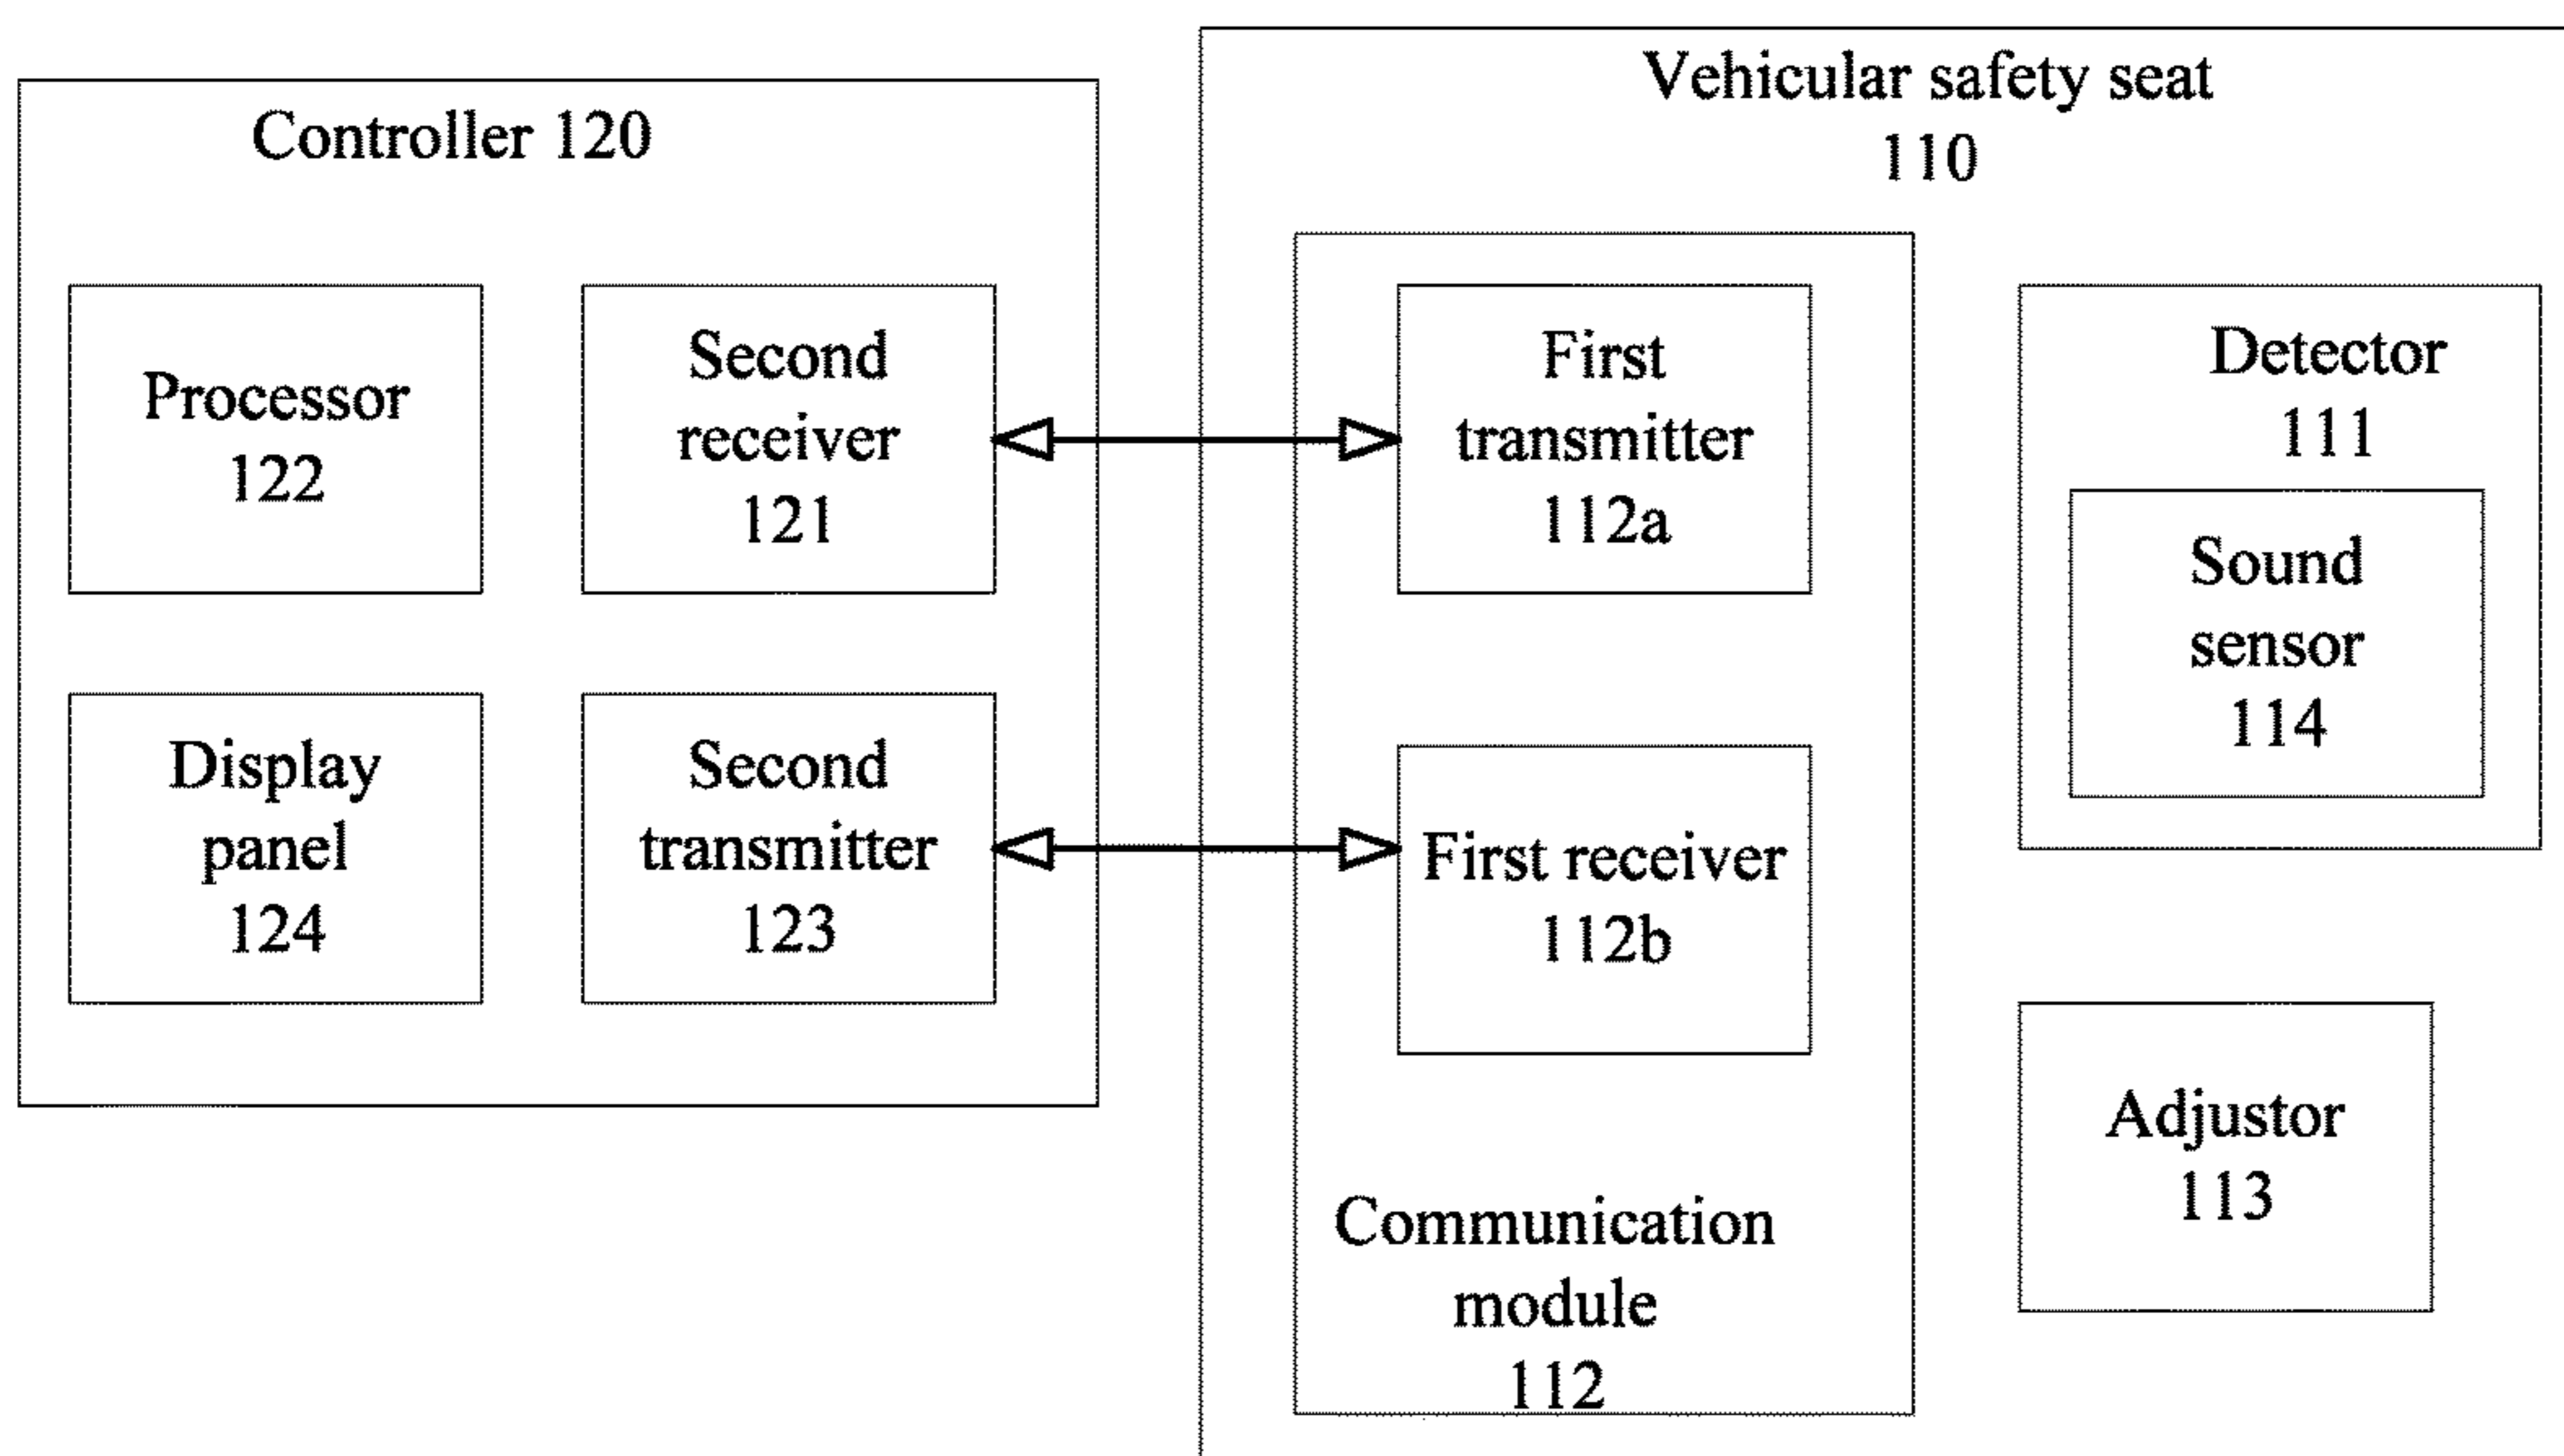 Controller 120
Processor
122
Second
receiver
121
Display
panel
124
Second
transmitter
123
Vehicular safety seat
110
First
transmitter
112a
First receiver
112b
Communication
module
112
Detector
111
Sound
sensor
114
Adjustor
113